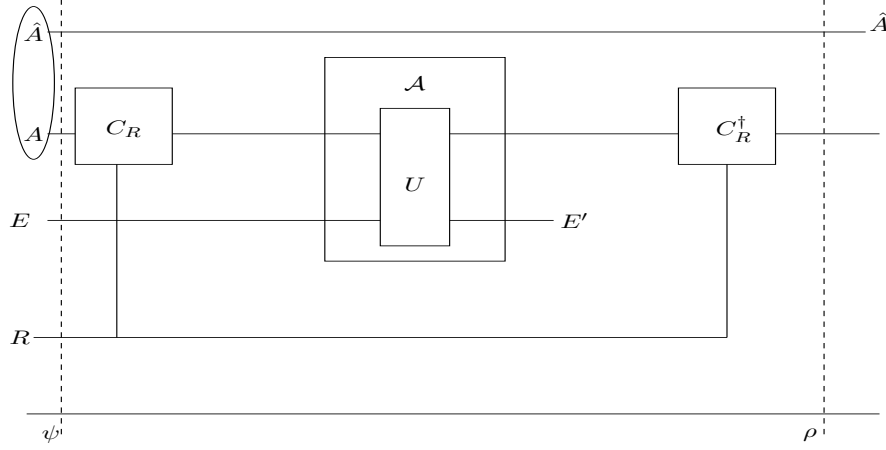 Â Â
𝒜
A C_R C_R^†
U
E E′
R
ψ ρ